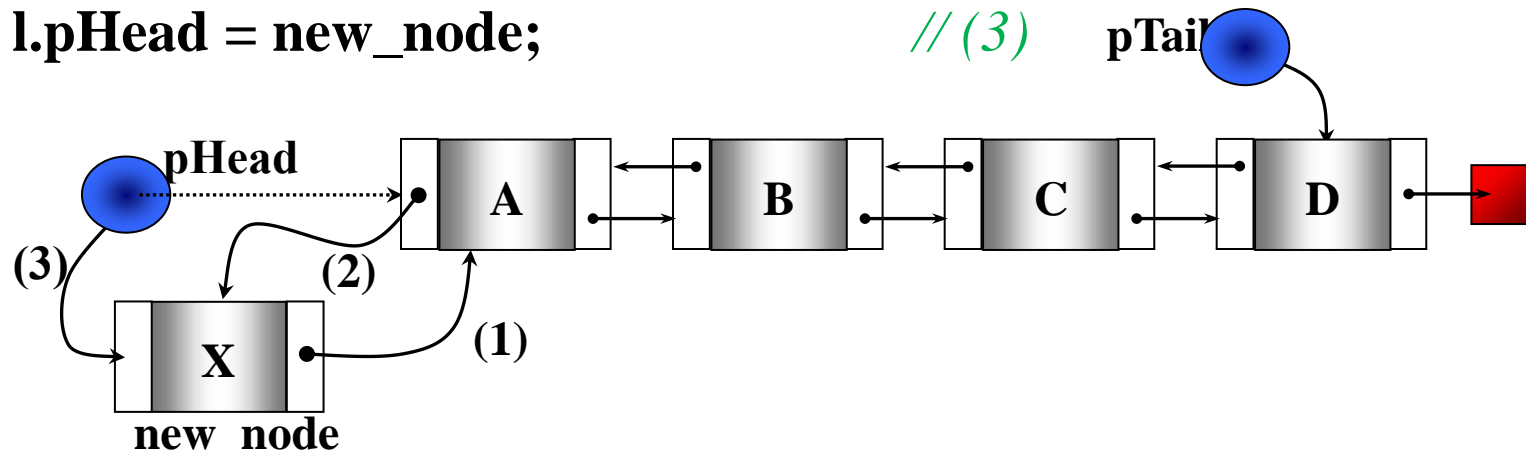 l.pHead = new_node; // (3) pTail
pHead
A B C D
(3) (2)
(1)
X
new node